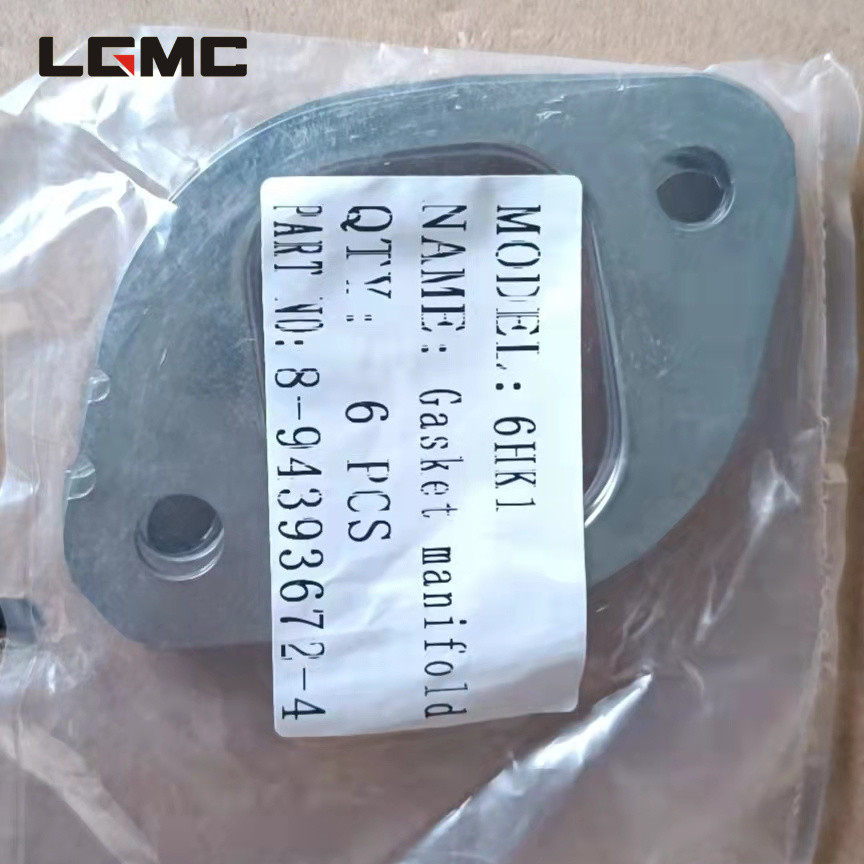 LGMC
MODEL: 6HK1
NAME: Gasket manifold
QTY: 6 PCS
PART NO: 8-94393672-4